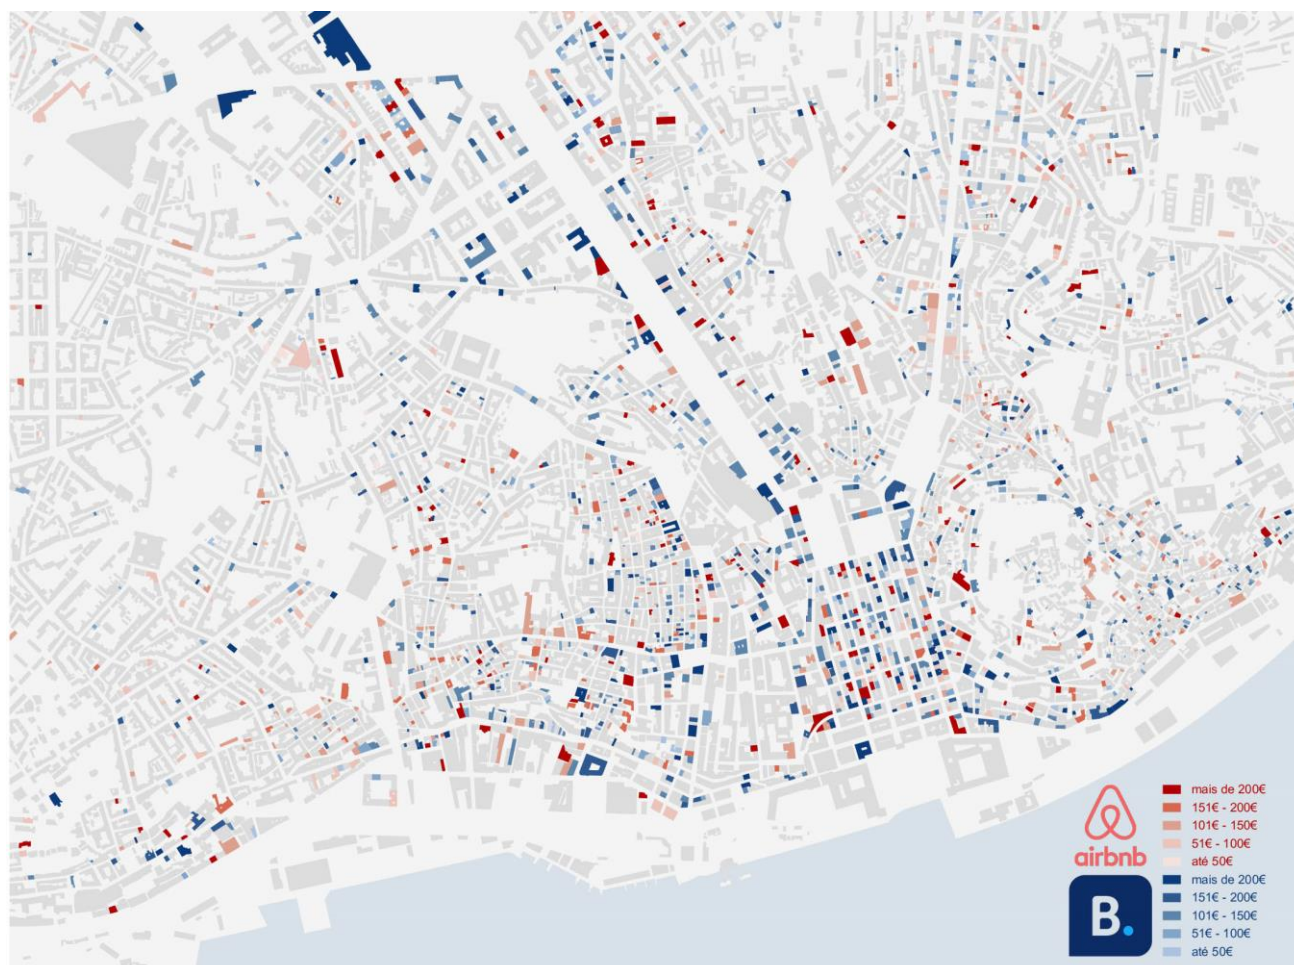 mais de 200€
151€ - 200€
101€ - 150€
51€ - 100€
até 50€
airbnb
mais de 200€
151€ - 200€
101€ - 150€
51€ - 100€
até 50€
B.